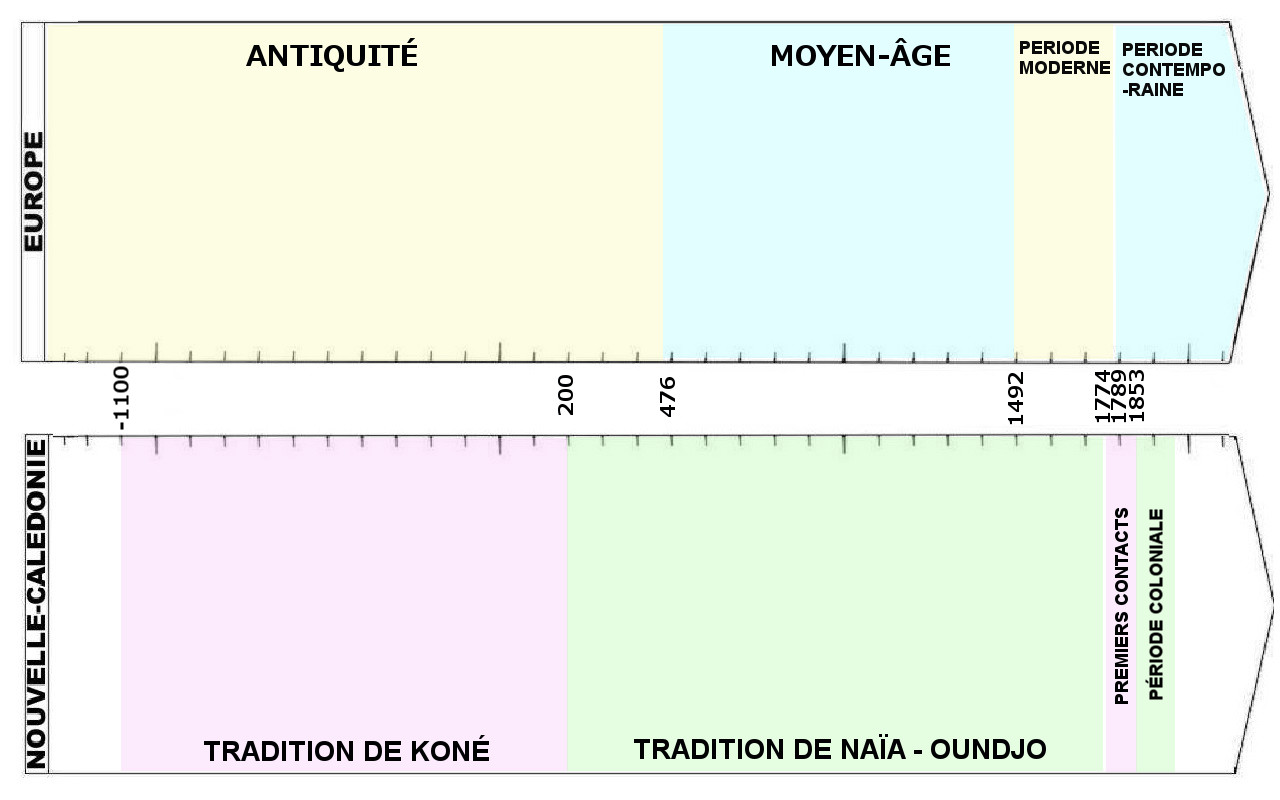 EUROPE
ANTIQUITÉ
MOYEN-ÂGE
PERIODE
MODERNE
PERIODE
CONTEMPO
-RAINE
-1100
200
476
1492
1774
1789
1853
NOUVELLE-CALEDONIE
TRADITION DE KONÉ
TRADITION DE NAÏA - OUNDJO
PREMIERS CONTACTS
PÉRIODE COLONIALE